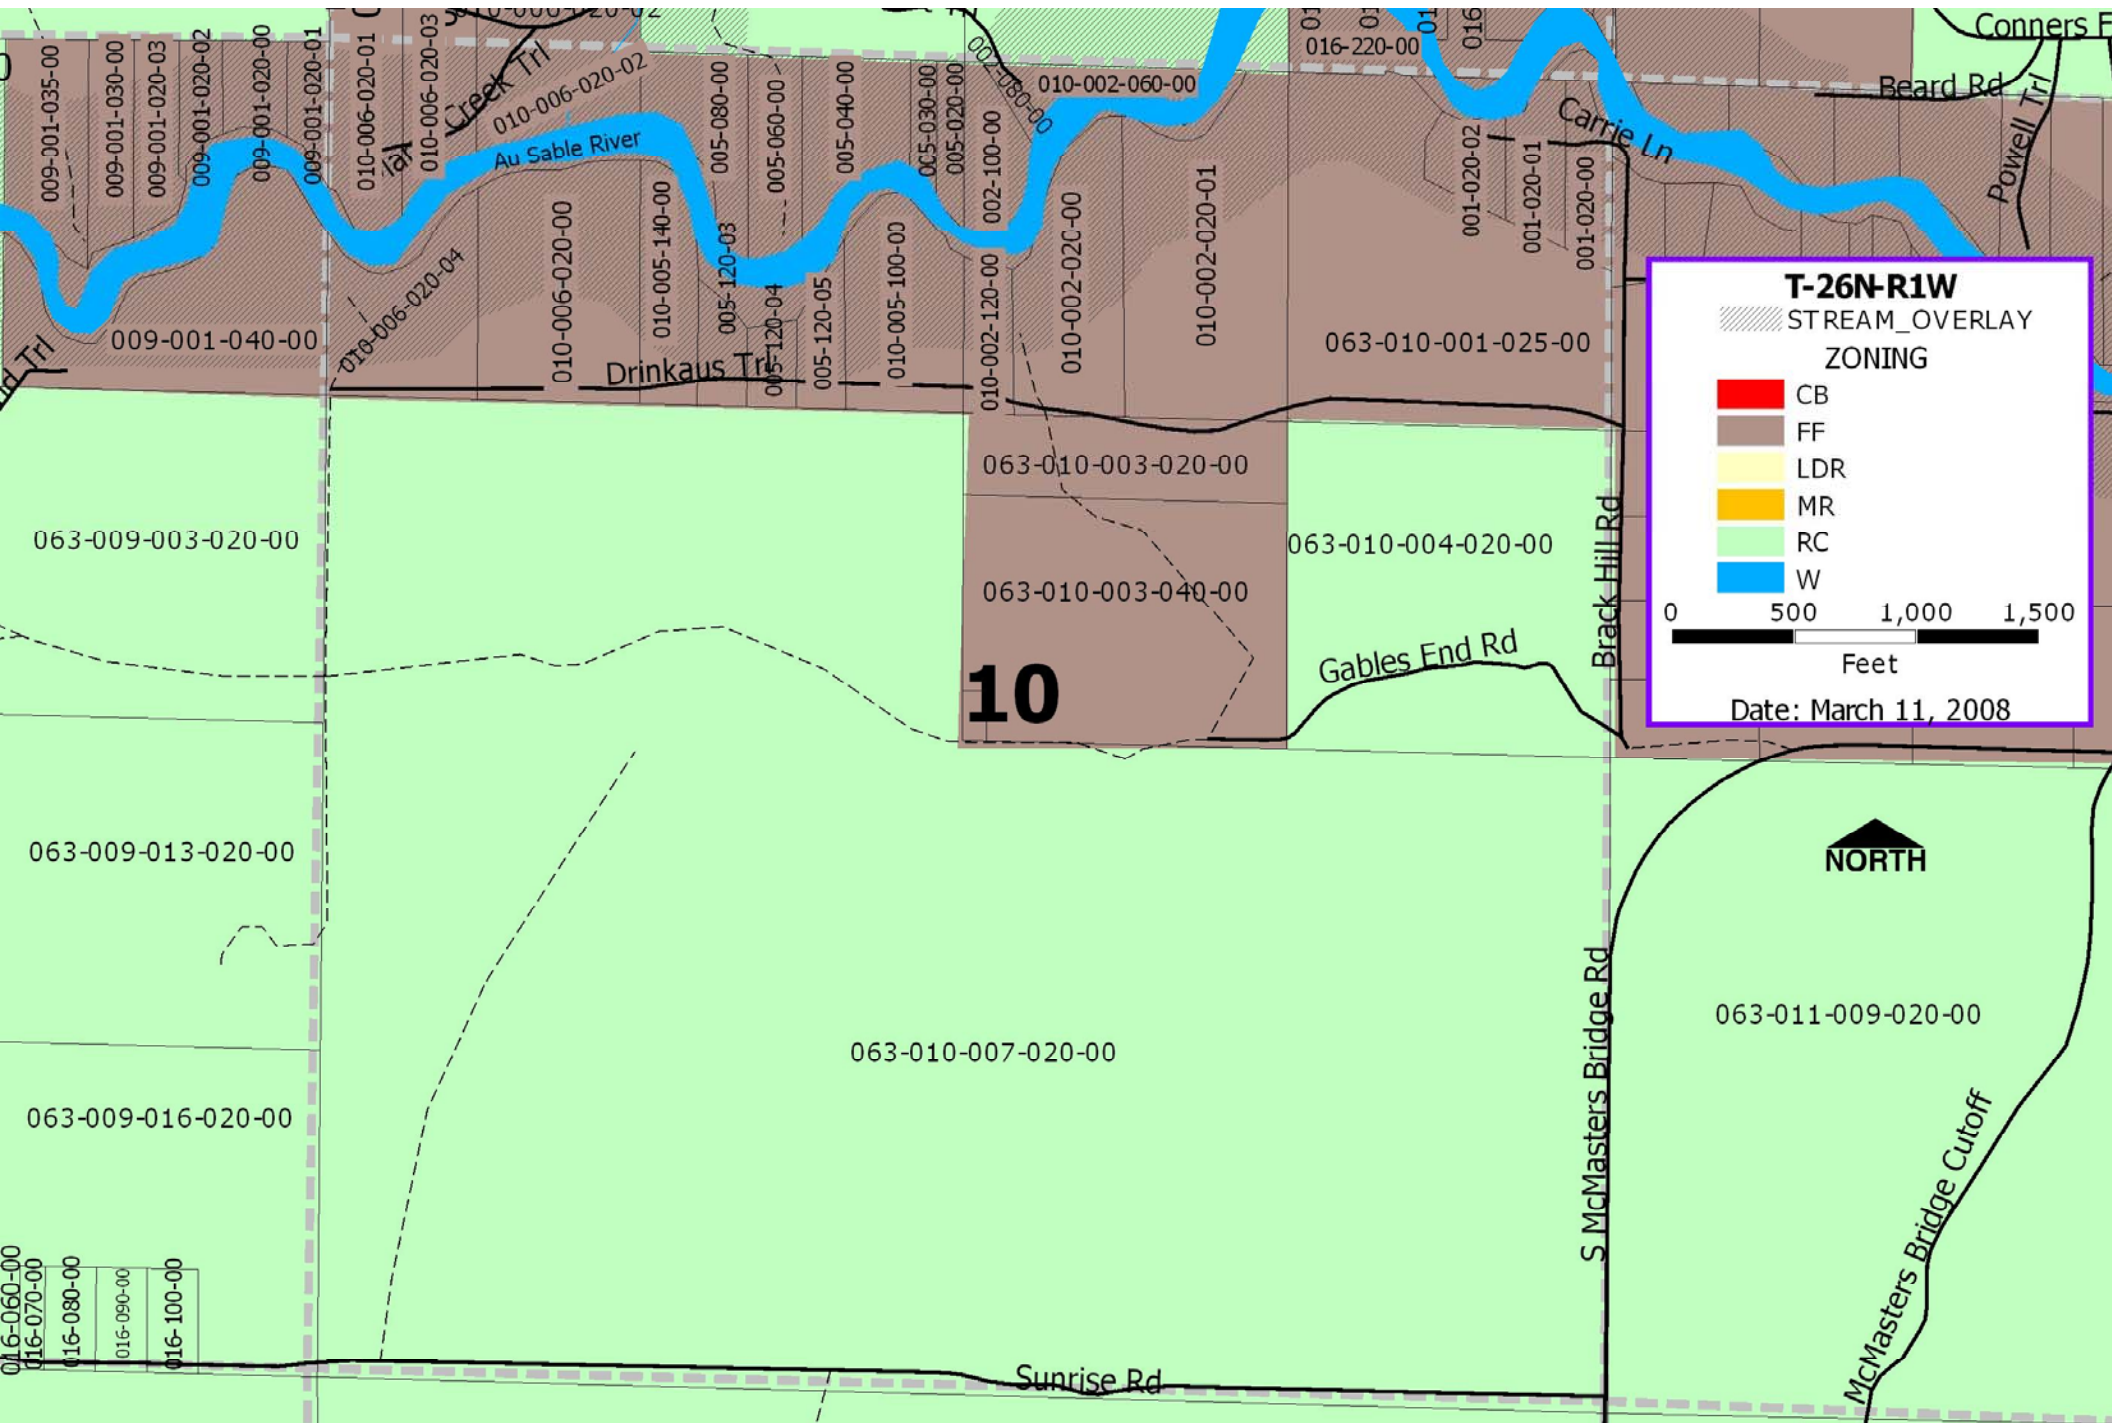 Conners F
016-220-00
Beard Rd
Powell Trl
009-001-035-00
009-001-030-00
009-001-020-03
009-001-020-02
009-001-020-00
009-001-020-01
010-006-020-01
010-006-020-03
Creek Trl
010-006-020-02
Au Sable River
005-080-00
005-060-00
005-040-00
005-030-00
005-020-00
002-100-00
002-080-00
010-002-060-00
Carrie Ln
001-020-02
001-020-01
001-020-00
009-001-040-00
010-006-020-04
010-006-020-00
010-005-140-00
005-120-03
005-120-04
005-120-05
010-005-100-00
010-002-120-00
010-002-020-00
010-002-020-01
063-010-001-025-00
Drinkaus Trl
T-26N-R1W
STREAM_OVERLAY
ZONING
CB
FF
LDR
MR
RC
W
0 500 1,000 1,500
Feet
Date: March 11, 2008
063-009-003-020-00
063-010-003-020-00
063-010-004-020-00
063-010-003-040-00
Brack Hill Rd
Gables End Rd
10
NORTH
063-009-013-020-00
063-010-007-020-00
063-011-009-020-00
063-009-016-020-00
S McMasters Bridge Rd
McMasters Bridge Cutoff
016-060-00
016-070-00
016-080-00
016-090-00
016-100-00
Sunrise Rd